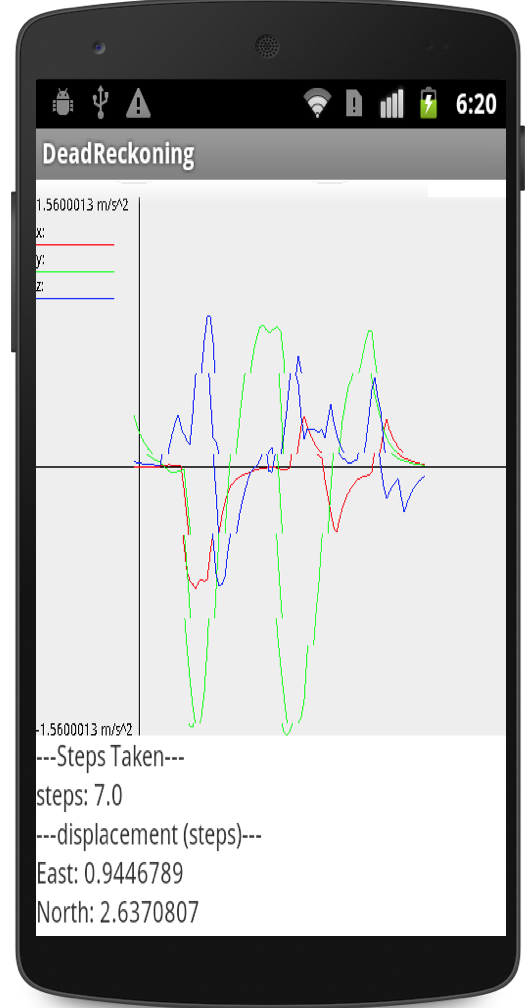 6:20
DeadReckoning
1.5600013 m/s^2
x:
y:
z:
-1.5600013 m/s^2
---Steps Taken---
steps: 7.0
---displacement (steps)---
East: 0.9446789
North: 2.6370807